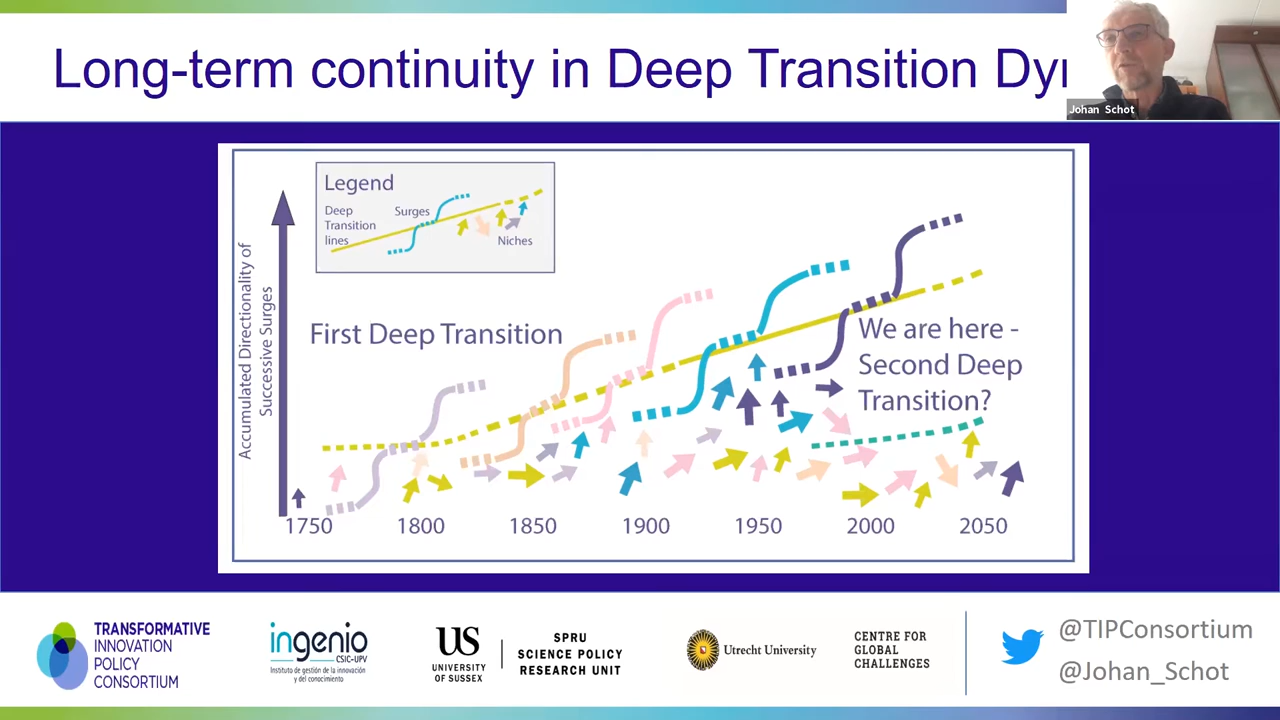 Long-term continuity in Deep Transition Dy
Johan Schot
Legend
Deep
Transition
lines
Surges
Niches
Accumulated Directionality of
Successive Surges
First Deep Transition
We are here -
Second Deep
Transition?
1750
1800
1850
1900
1950
2000
2050
TRANSFORMATIVE
INNOVATION
POLICY
CONSORTIUM
ingenio
CSIC-UPV
Instituto de gestión de la innovación
y del conocimiento
US
UNIVERSITY
OF SUSSEX
SPRU
SCIENCE POLICY
RESEARCH UNIT
Utrecht University
CENTRE FOR
GLOBAL
CHALLENGES
@TIPConsortium
@Johan_Schot